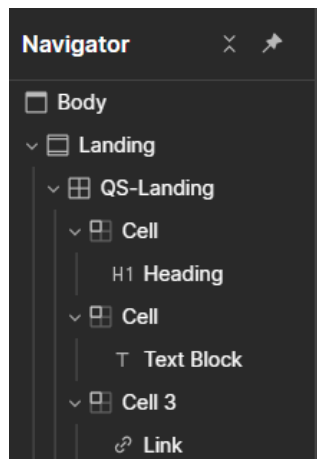 Navigator
Body
Landing
QS-Landing
Cell
H1 Heading
Cell
T Text Block
Cell 3
Link